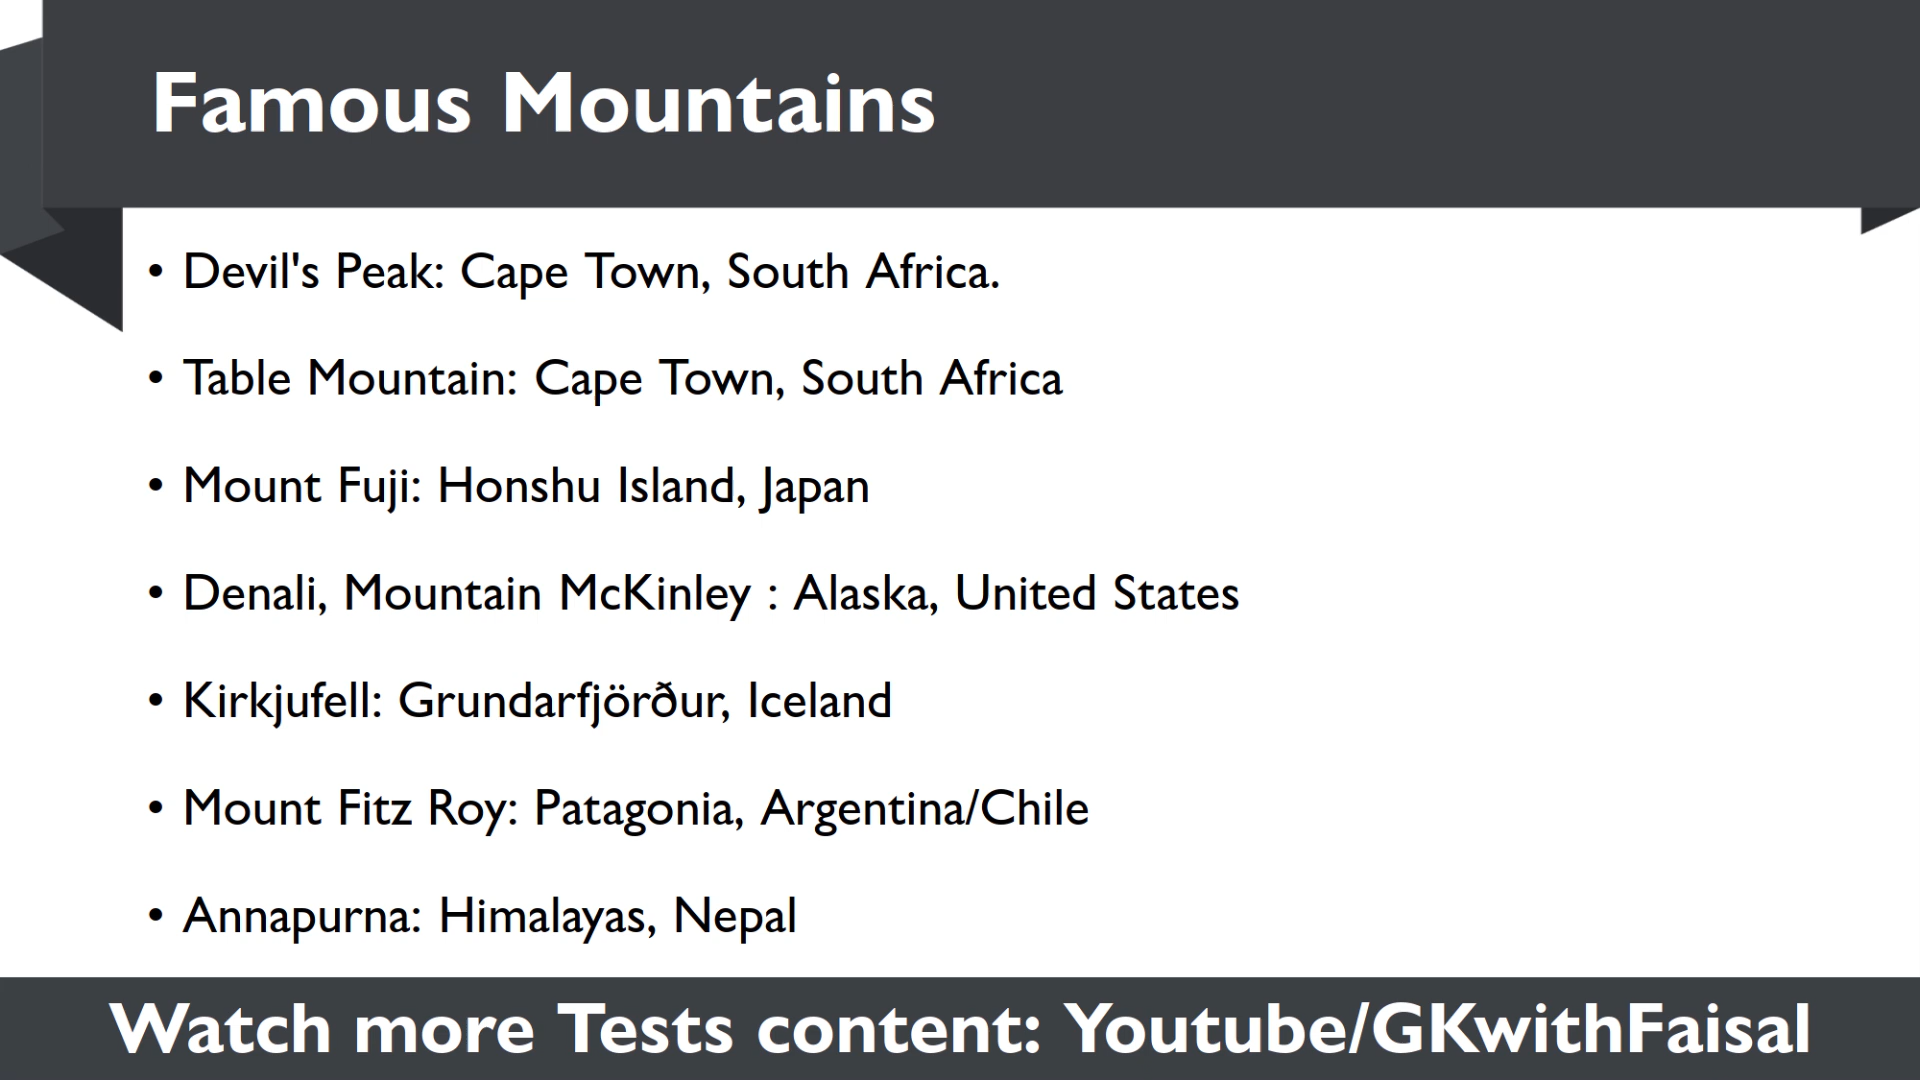 Famous Mountains
• Devil's Peak: Cape Town, South Africa.
• Table Mountain: Cape Town, South Africa
• Mount Fuji: Honshu Island, Japan
• Denali, Mountain McKinley : Alaska, United States
• Kirkjufell: Grundarfjörður, Iceland
• Mount Fitz Roy: Patagonia, Argentina/Chile
• Annapurna: Himalayas, Nepal
Watch more Tests content: Youtube/GKwithFaisal